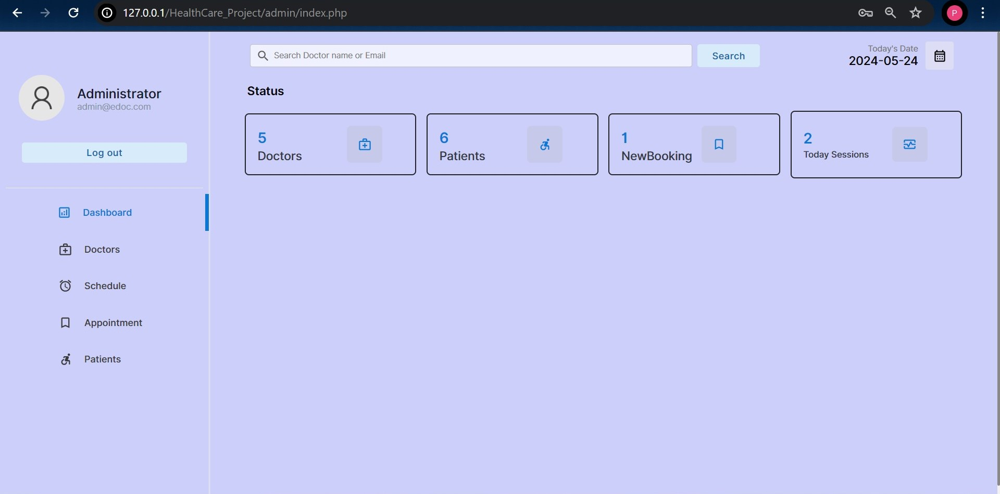 127.0.0.1/HealthCare_Project/admin/index.php
P
Search Doctor name or Email
Search
Today's Date
2024-05-24
Administrator
admin@edoc.com
Log out
Dashboard
Doctors
Schedule
Appointment
Patients
Status
5
Doctors
6
Patients
1
NewBooking
2
Today Sessions